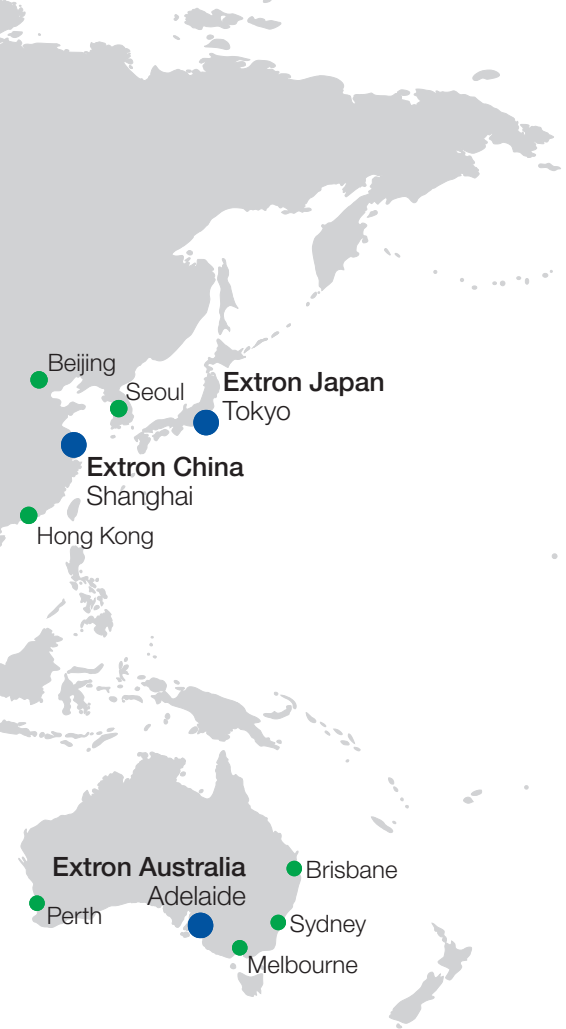 Beijing
Seoul
Extron Japan
Tokyo
Extron China
Shanghai
Hong Kong
Extron Australia
Adelaide
Brisbane
Perth
Sydney
Melbourne